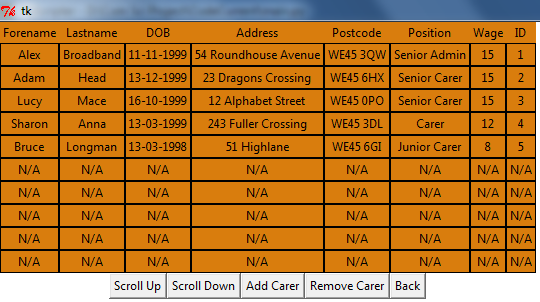 tk
Forename Lastname DOB Address Postcode Position Wage ID
Alex Broadband 11-11-1999 54 Roundhouse Avenue WE45 3QW Senior Admin 15 1
Adam Head 13-12-1999 23 Dragons Crossing WE45 6HX Senior Carer 15 2
Lucy Mace 16-10-1999 12 Alphabet Street WE45 0PO Senior Carer 15 3
Sharon Anna 13-03-1999 243 Fuller Crossing WE45 3DL Carer 12 4
Bruce Longman 13-03-1998 51 Highlane WE45 6GI Junior Carer 8 5
N/A N/A N/A N/A N/A N/A N/A N/A
N/A N/A N/A N/A N/A N/A N/A N/A
N/A N/A N/A N/A N/A N/A N/A N/A
N/A N/A N/A N/A N/A N/A N/A N/A
N/A N/A N/A N/A N/A N/A N/A N/A
Scroll Up Scroll Down Add Carer Remove Carer Back